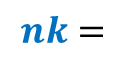 nk =